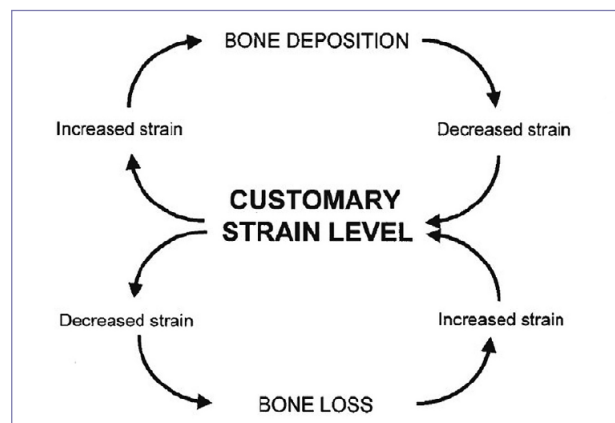 BONE DEPOSITION
Increased strain
Decreased strain
CUSTOMARY
STRAIN LEVEL
Decreased strain
Increased strain
BONE LOSS